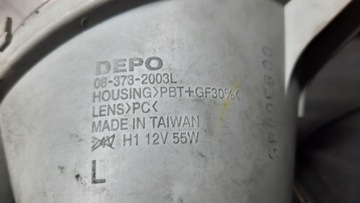 DEPO
08-373-2003L
HOUSING>PBT+GF30%<
LENS>PC<
MADE IN TAIWAN
H1 12V 55W
L